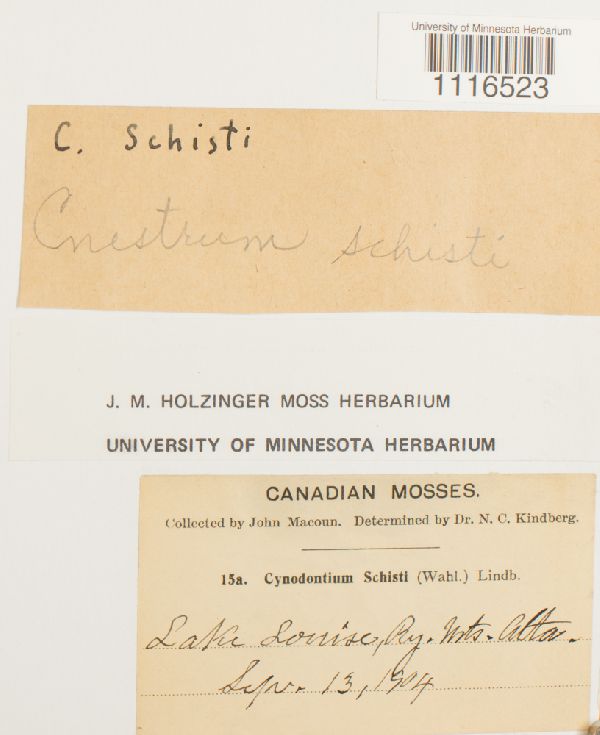 University of Minnesota Herbarium
1116523
C. Schisti
Cnestrum schisti
J. M. HOLZINGER MOSS HERBARIUM
UNIVERSITY OF MINNESOTA HERBARIUM
CANADIAN MOSSES.
Collected by John Macoun. Determined by Dr. N. C. Kindberg.
15a. Cynodontium Schisti (Wahl.) Lindb.
Lake Louise, Ry. Mts. Alta.
Sep. 13, 1904